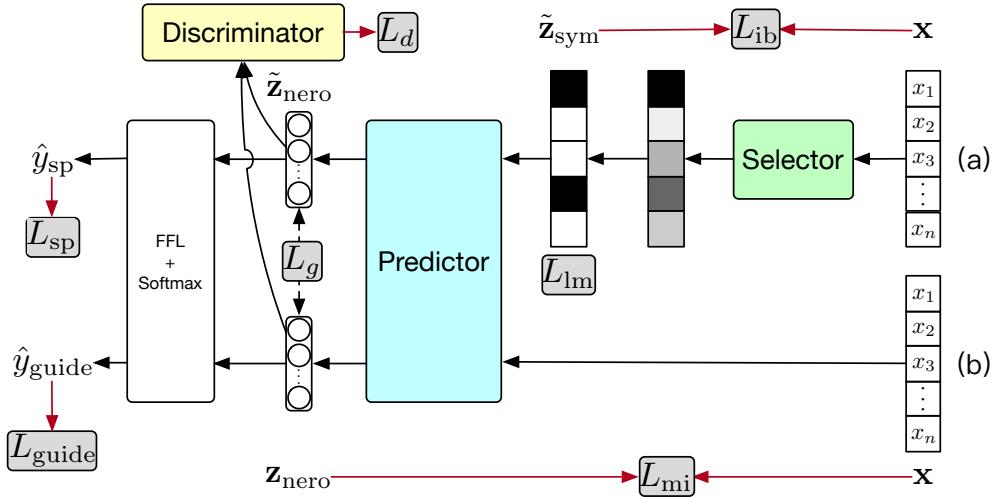 Discriminator
L_d
z̃_sym
L_ib
x
z̃_nero
x_1
x_2
x_3
⋮
x_n
(a)
Selector
ŷ_sp
L_sp
FFL
+
Softmax
L_g
Predictor
L_lm
x_1
x_2
x_3
⋮
x_n
(b)
ŷ_guide
L_guide
z_nero
L_mi
x